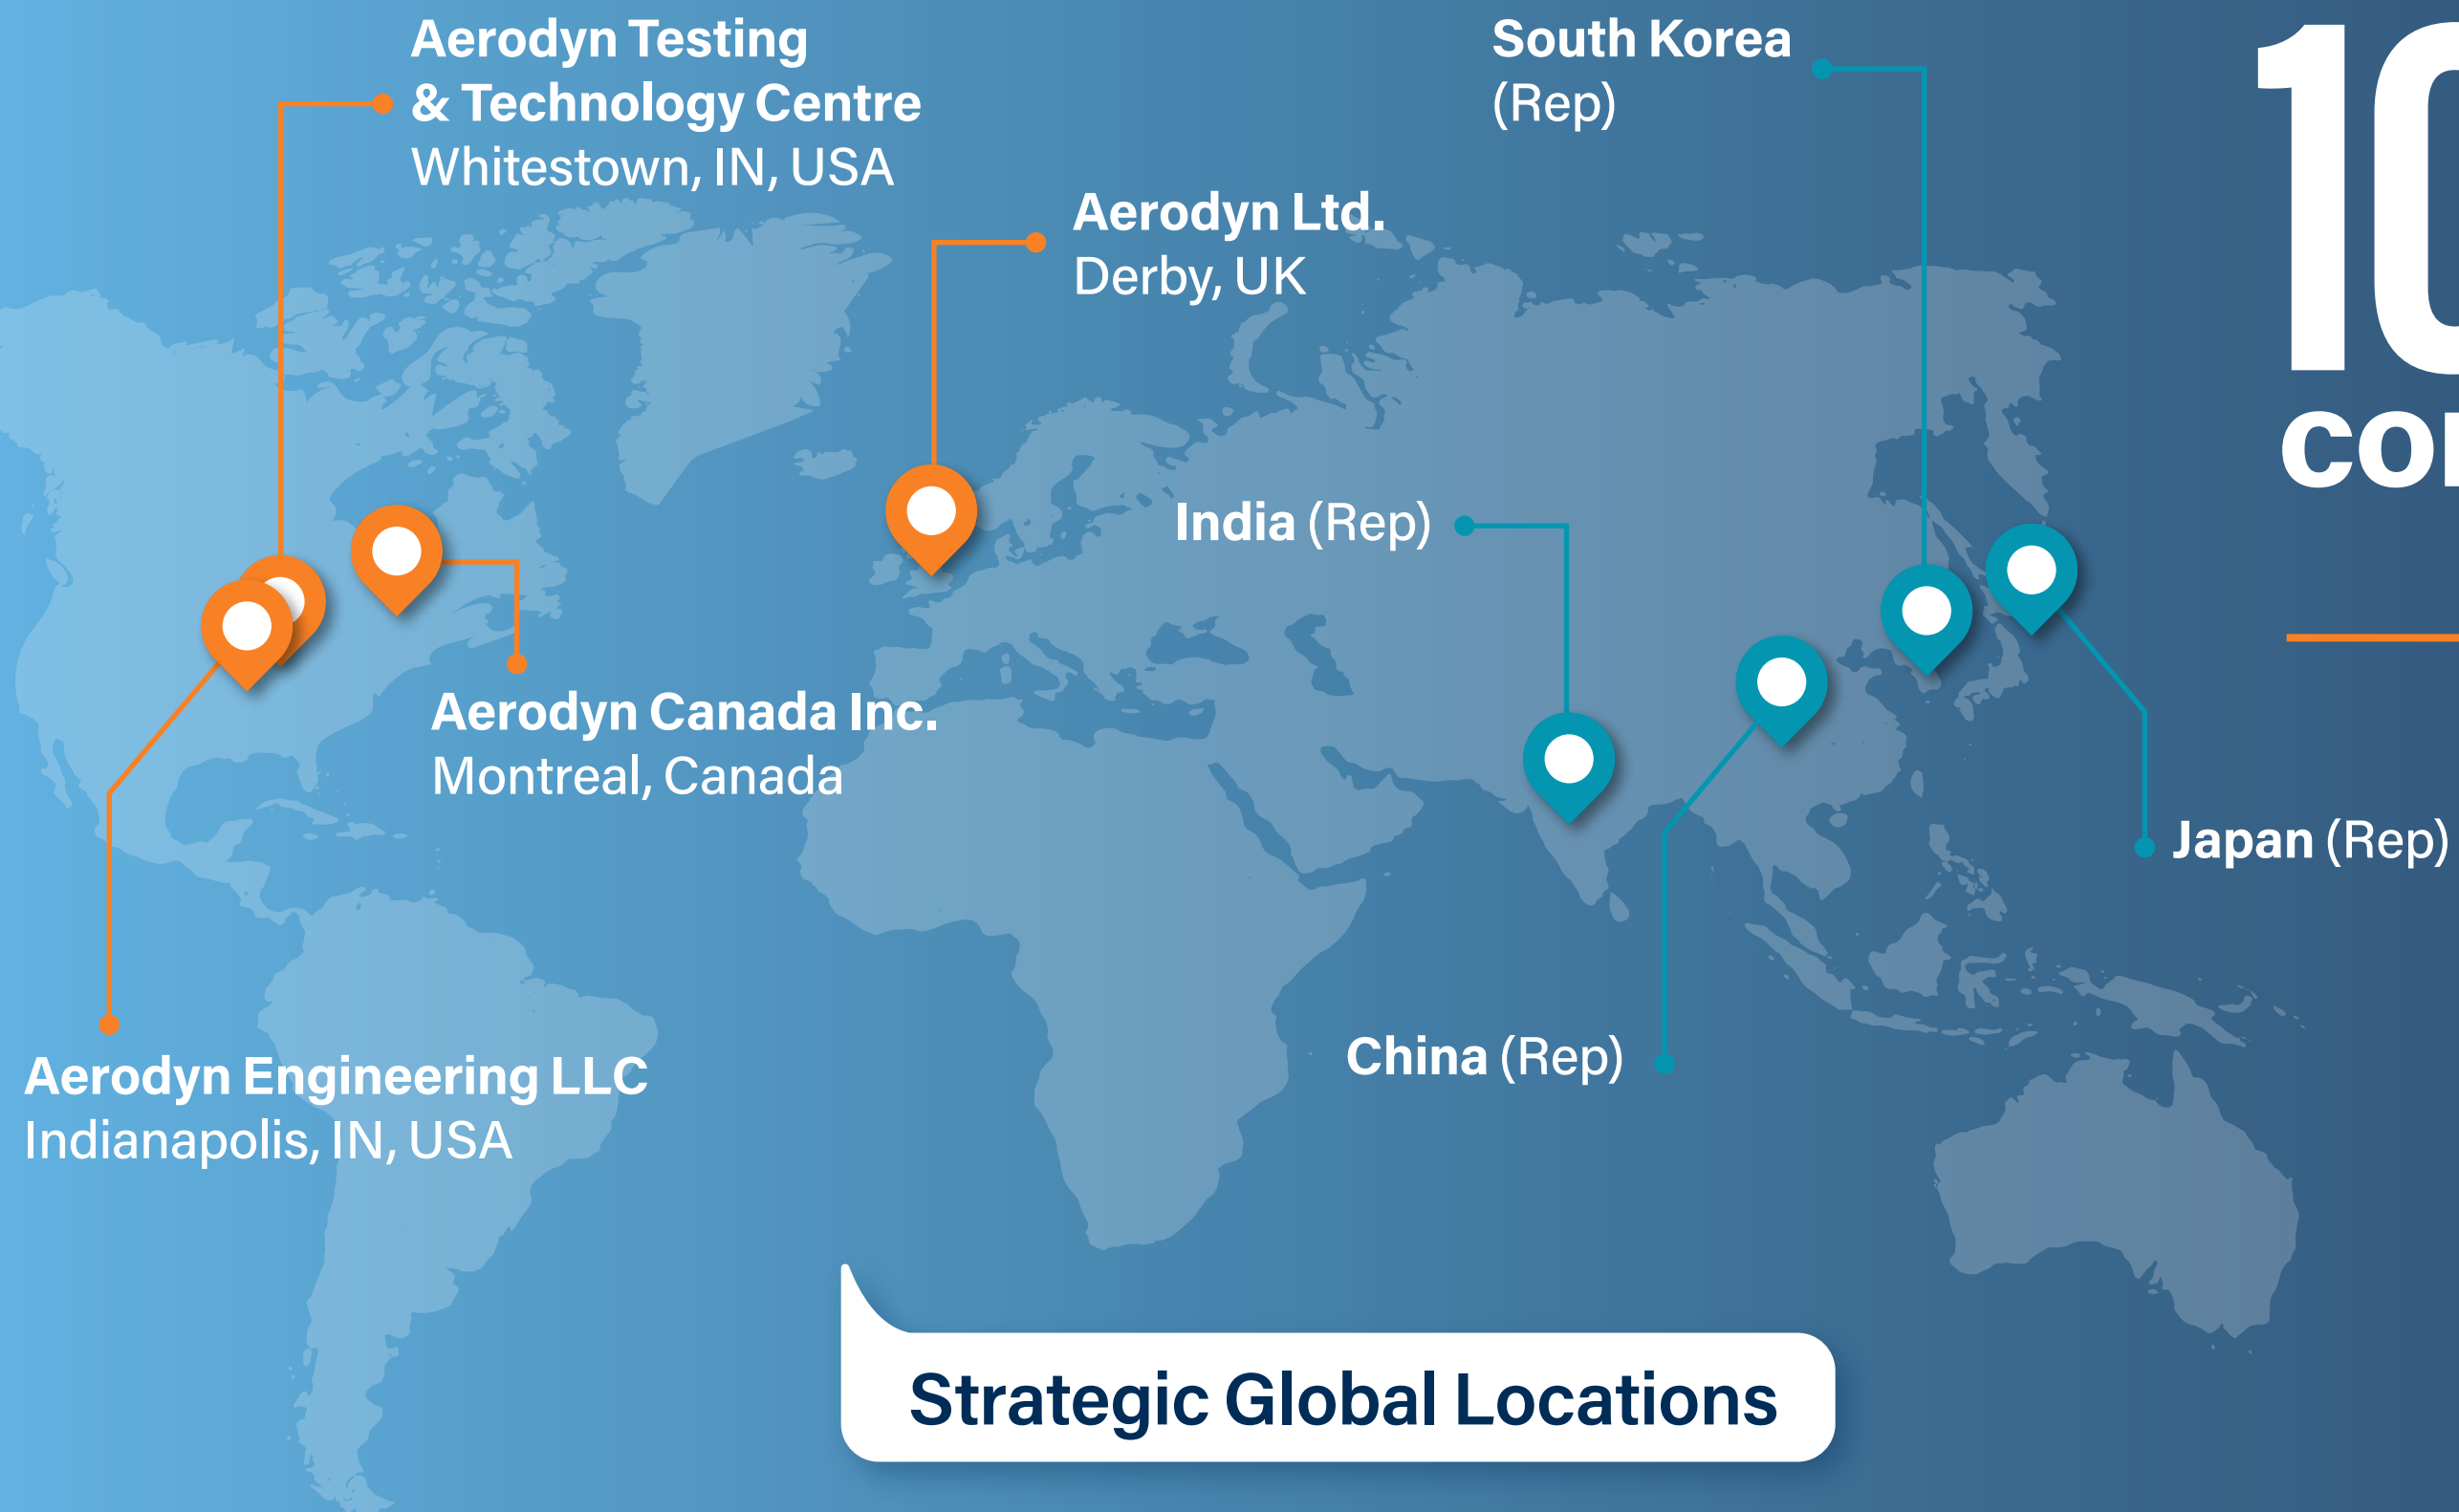 Aerodyn Testing
& Technology Centre
Whitestown, IN, USA
South Korea
(Rep)
Aerodyn Ltd.
Derby, UK
India (Rep)
Aerodyn Canada Inc.
Montreal, Canada
Japan (Rep)
China (Rep)
Aerodyn Engineering LLC
Indianapolis, IN, USA
Strategic Global Locations